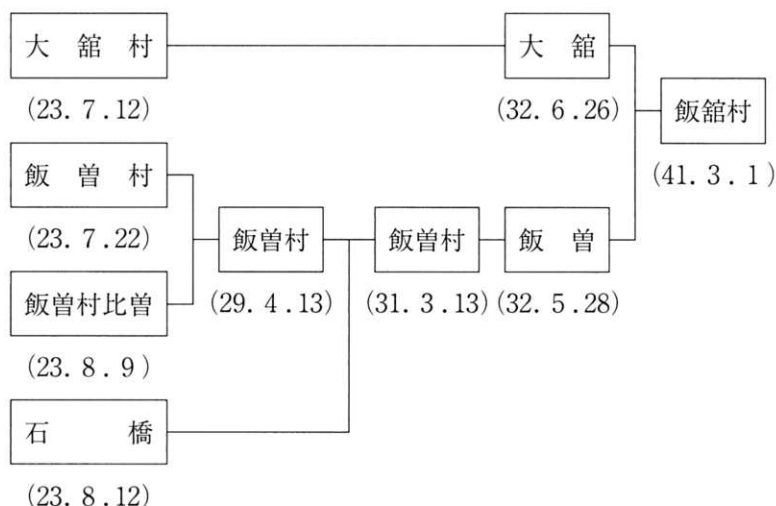 大舘村
(23.7.12)
飯曽村
(23.7.22)
飯曽村比曽
(23.8.9)
石橋
(23.8.12)
飯曽村
(29.4.13)
飯曽村
(31.3.13)
大舘
(32.6.26)
飯曽
(32.5.28)
飯舘村
(41.3.1)